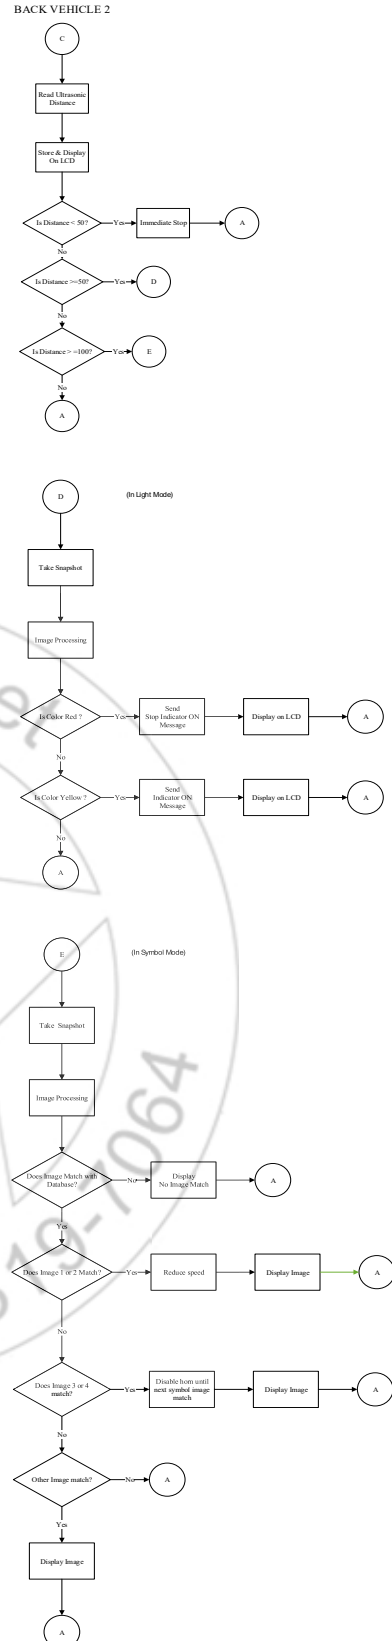 BACK VEHICLE 2
C
Read Ultrasonic
Distance
Store & Display
On LCD
Is Distance < 50?
Yes
Immediate Stop
A
No
Is Distance >=50?
Yes
D
No
Is Distance > =100?
Yes
E
No
A
D
(In Light Mode)
Take Snapshot
Image Processing
Is Color Red ?
Yes
Send
Stop Indicator ON
Message
Display on LCD
A
No
Is Color Yellow ?
Yes
Send
Indicator ON
Message
Display on LCD
A
No
A
E
(In Symbol Mode)
Take Snapshot
Image Processing
Does Image Match with
Database?
No
Display
No Image Match
A
Yes
Does Image 1 or 2 Match?
Yes
Reduce speed
Display Image
A
No
Does Image 3 or 4
match?
Yes
Disable horn until
next symbol image
match
Display Image
A
No
Other Image match?
No
A
Yes
Display Image
A